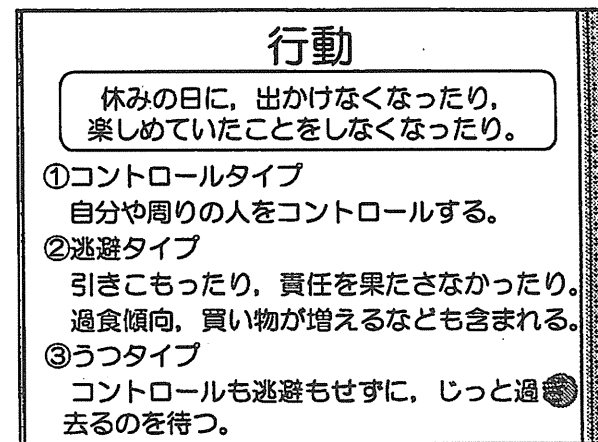 行動
休みの日に，出かけなくなったり，
楽しめていたことをしなくなったり。
①コントロールタイプ
自分や周りの人をコントロールする。
②逃避タイプ
引きこもったり，責任を果たさなかったり。
過食傾向，買い物が増えるなども含まれる。
③うつタイプ
コントロールも逃避もせずに，じっと過
去るのを待つ。